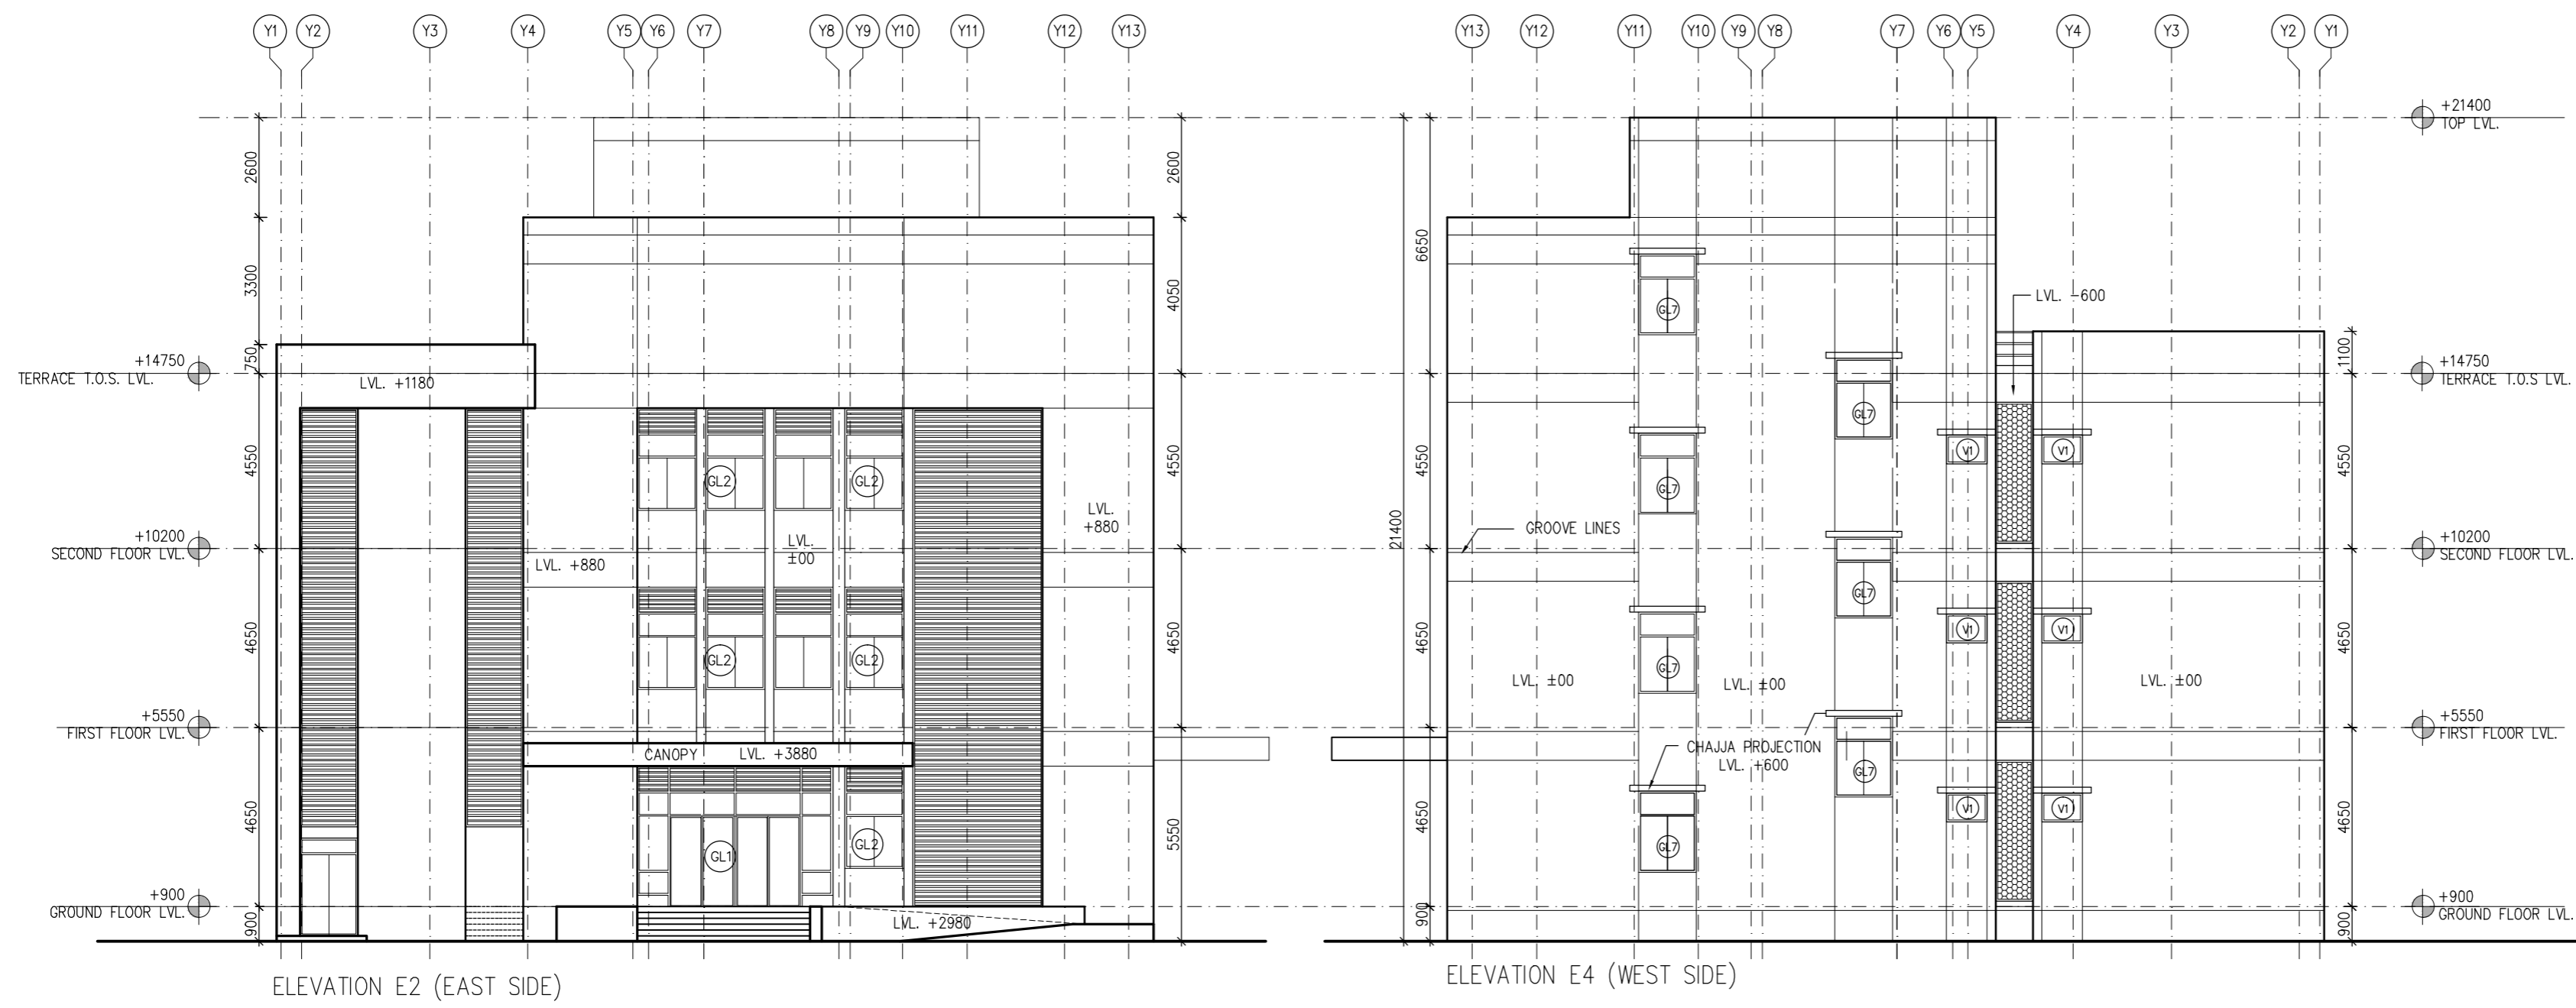 Y1 Y2 Y3 Y4 Y5 Y6 Y7 Y8 Y9 Y10 Y11 Y12 Y13
Y13 Y12 Y11 Y10 Y9 Y8 Y7 Y6 Y5 Y4 Y3 Y2 Y1
2600
3300
750
4550
4650
4650
900
+14750
TERRACE T.O.S. LVL.
+10200
SECOND FLOOR LVL.
+5550
FIRST FLOOR LVL.
+900
GROUND FLOOR LVL.
LVL. +1180
LVL. +880
GL2
GL2
LVL.
±00
GL2
GL2
CANOPY
LVL. +3880
GL1
GL2
LVL. +2980
LVL.
+880
2600
4050
4550
4650
5550
ELEVATION E2 (EAST SIDE)
21400
6650
4550
4650
4650
900
GROOVE LINES
LVL. ±00
GL7
GL7
GL7
GL7
LVL. ±00
CHAJJA PROJECTION
LVL. +600
GL7
GL7
GL7
LVL. -600
V1
V1
V1
V1
V1
V1
LVL. ±00
1100
4550
4650
4650
900
+21400
TOP LVL.
+14750
TERRACE T.O.S LVL.
+10200
SECOND FLOOR LVL.
+5550
FIRST FLOOR LVL.
+900
GROUND FLOOR LVL.
ELEVATION E4 (WEST SIDE)